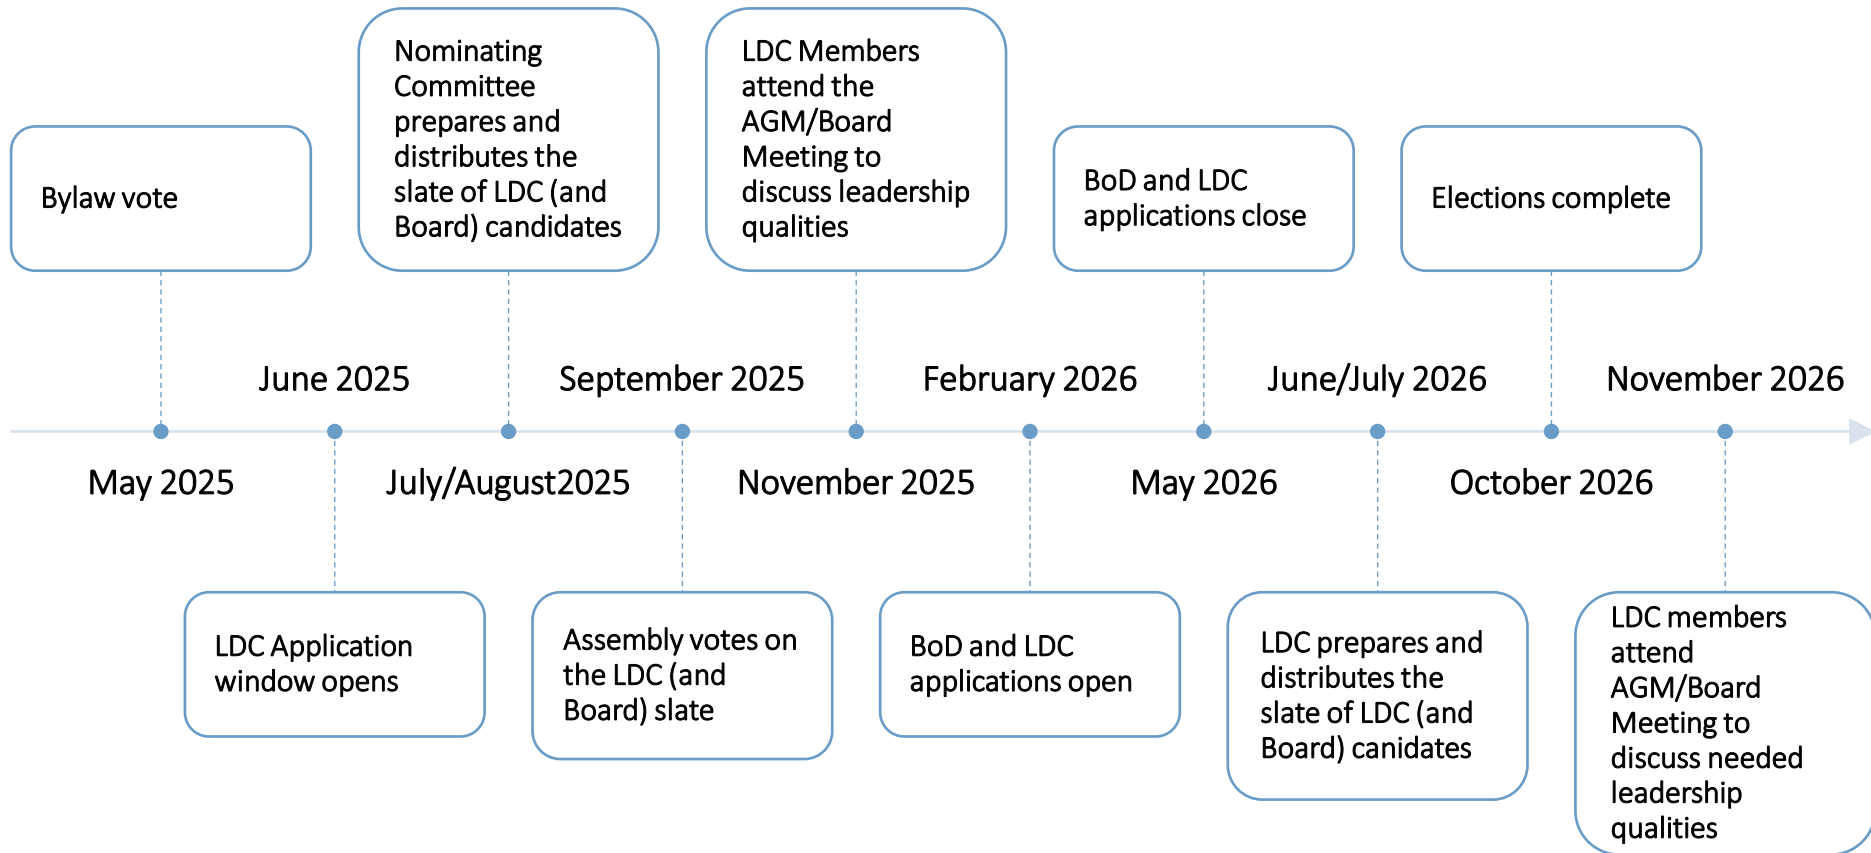 Bylaw vote
Nominating
Committee
prepares and
distributes the
slate of LDC (and
Board) candidates
LDC Members
attend the
AGM/Board
Meeting to
discuss leadership
qualities
BoD and LDC
applications close
Elections complete
June 2025
September 2025
February 2026
June/July 2026
November 2026
May 2025
July/August2025
November 2025
May 2026
October 2026
LDC Application
window opens
Assembly votes on
the LDC (and
Board) slate
BoD and LDC
applications open
LDC prepares and
distributes the
slate of LDC (and
Board) canidates
LDC members
attend
AGM/Board
Meeting to
discuss needed
leadership
qualities